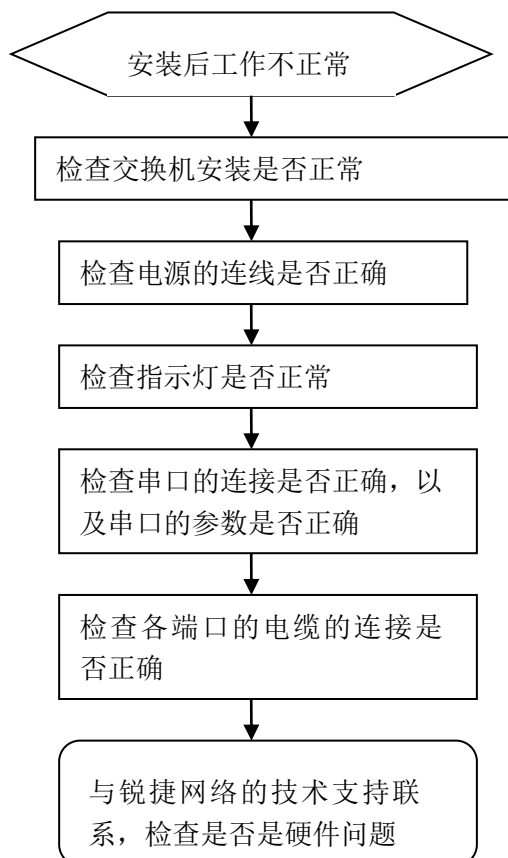 安装后工作不正常
检查交换机安装是否正常
检查电源的连线是否正确
检查指示灯是否正常
检查串口的连接是否正确，以
及串口的参数是否正确
检查各端口的电缆的连接是
否正确
与锐捷网络的技术支持联
系，检查是否是硬件问题